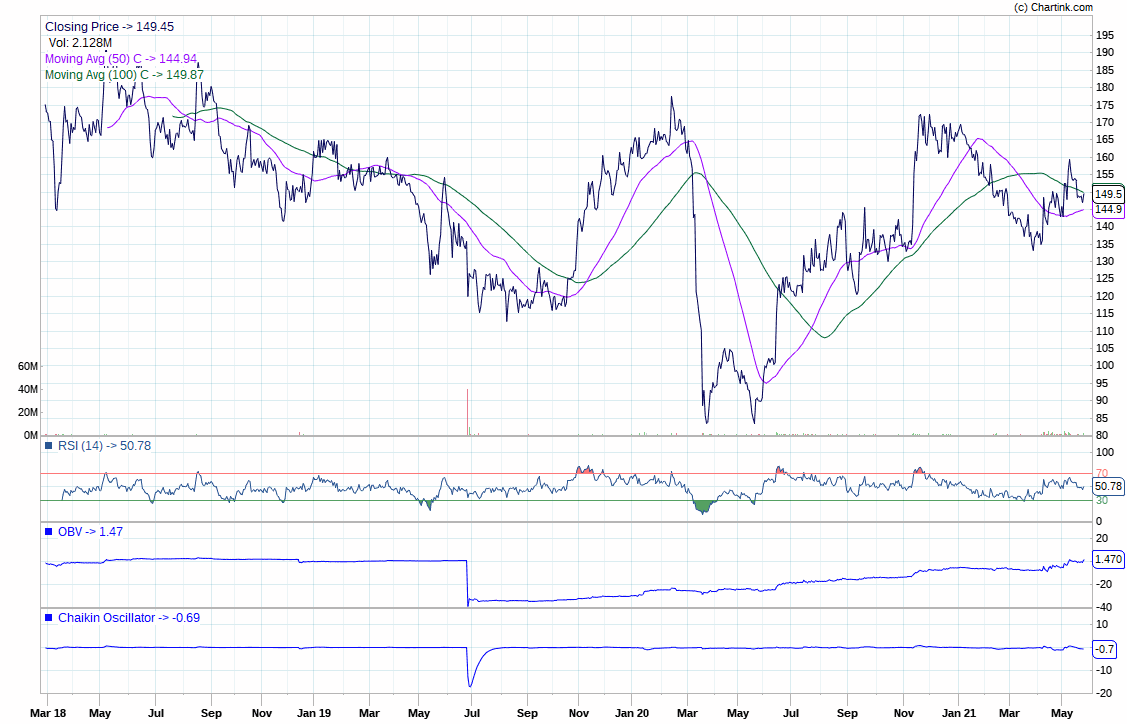 (c) Chartink.com
Closing Price -> 149.45
Vol: 2.128M
Moving Avg (50) C -> 144.94
Moving Avg (100) C -> 149.87
195
190
185
180
175
170
165
160
155
149.5
144.9
140
135
130
125
120
115
110
105
100
95
90
85
80
60M
40M
20M
0M
RSI (14) -> 50.78
100
70
50.78
30
0
OBV -> 1.47
20
1.470
-20
-40
Chaikin Oscillator -> -0.69
10
-0.7
-10
-20
Mar 18 May Jul Sep Nov Jan 19 Mar May Jul Sep Nov Jan 20 Mar May Jul Sep Nov Jan 21 Mar May